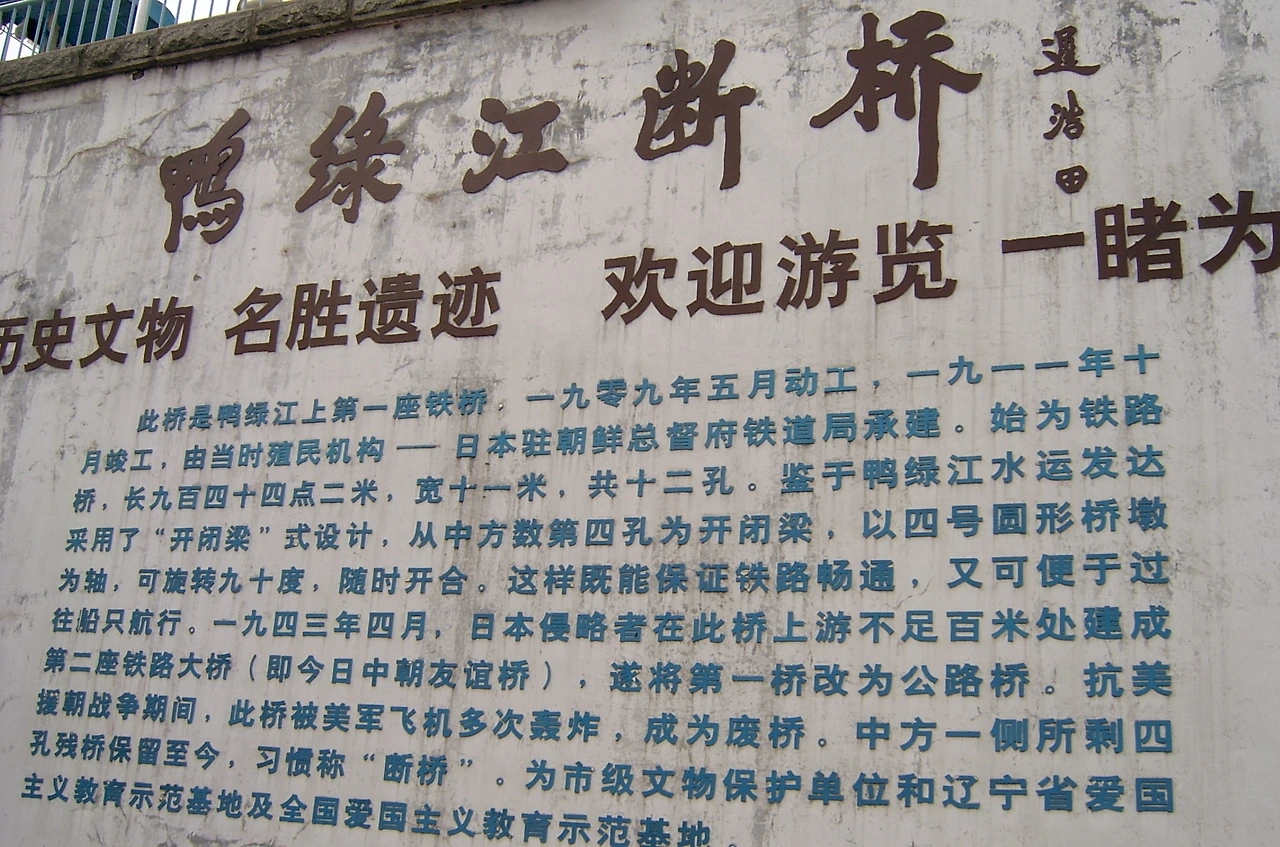 鸭绿江断桥
迟浩田
历史文物 名胜遗迹 欢迎游览 一睹为
此桥是鸭绿江上第一座铁桥。一九零九年五月动工，一九一一年十
月竣工，由当时殖民机构——日本驻朝鲜总督府铁道局承建。始为铁路
桥，长九百四十四点二米，宽十一米，共十二孔。鉴于鸭绿江水运发达
采用了“开闭梁”式设计，从中方数第四孔为开闭梁，以四号圆形桥墩
为轴，可旋转九十度，随时开合。这样既能保证铁路畅通，又可便于过
往船只航行。一九四三年四月，日本侵略者在此桥上游不足百米处建成
第二座铁路大桥（即今日中朝友谊桥），遂将第一桥改为公路桥。抗美
援朝战争期间，此桥被美军飞机多次轰炸，成为废桥。中方一侧所剩四
孔残桥保留至今，习惯称“断桥”。为市级文物保护单位和辽宁省爱国
主义教育示范基地及全国爱国主义教育示范基地。